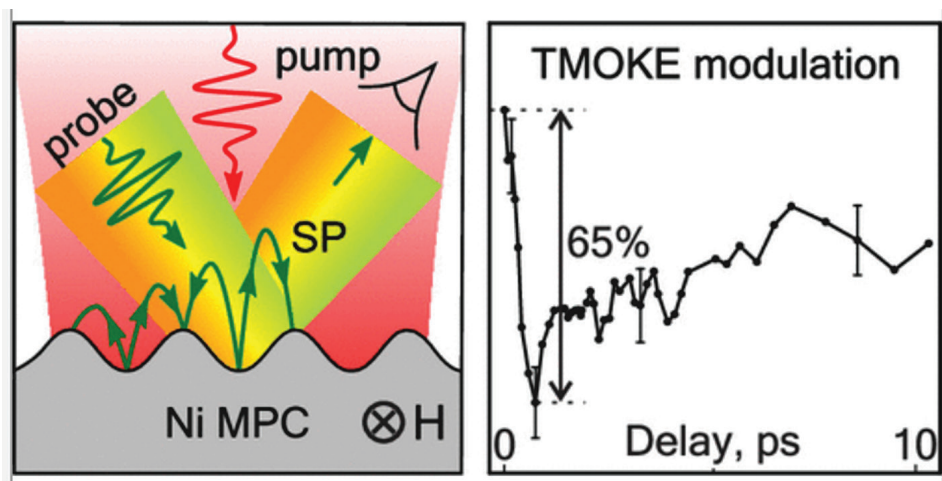 pump
probe
SP
Ni MPC ⊗ H
TMOKE modulation
65%
0 Delay, ps 10